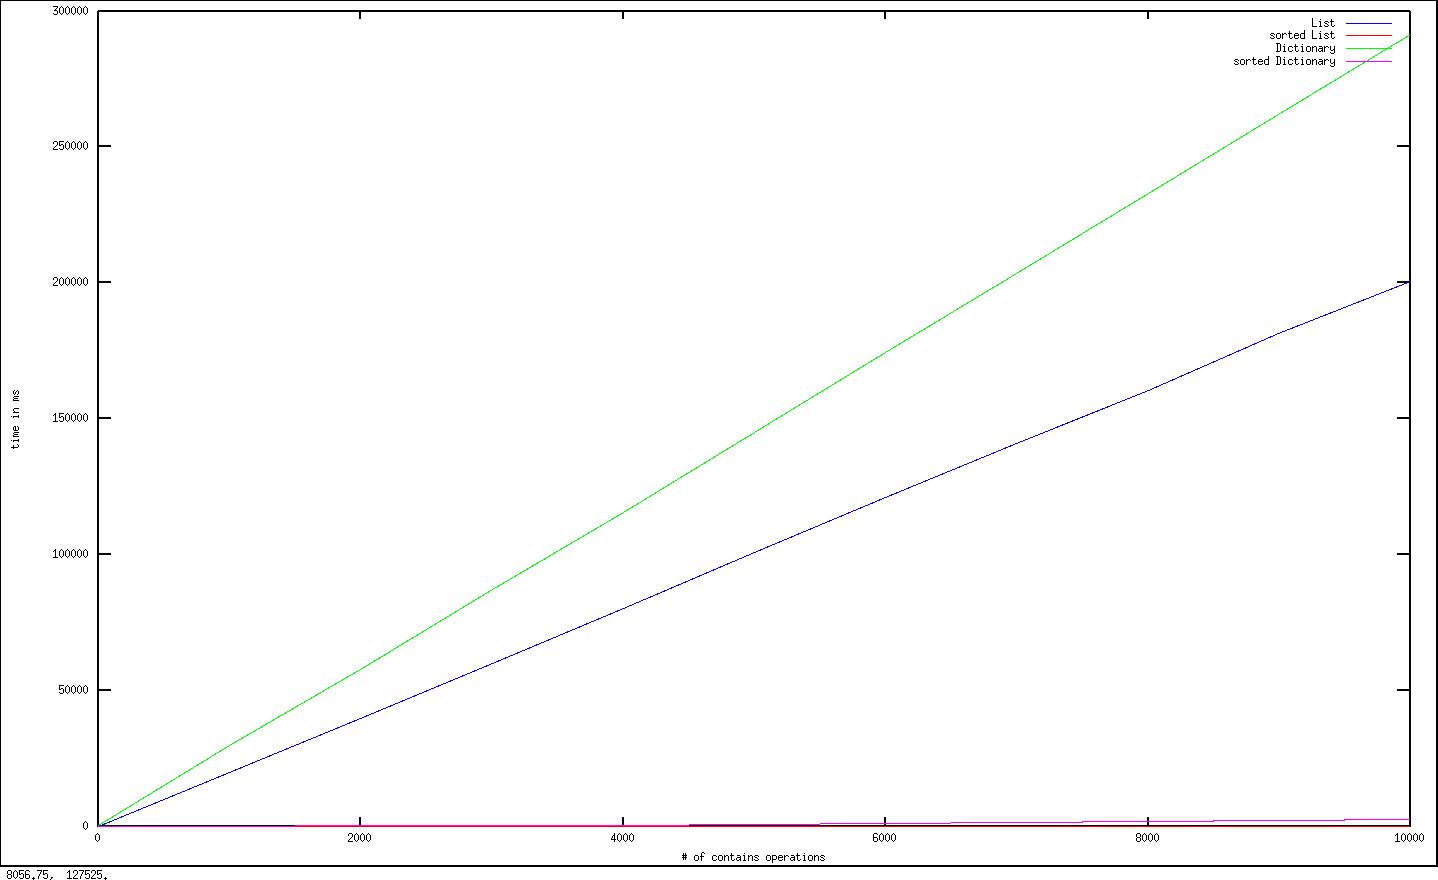 300000
List
sorted List
Dictionary
sorted Dictionary
250000
200000
150000
time in ms
100000
50000
0
0 2000 4000 6000 8000 10000
# of contains operations
8056.75, 127525.